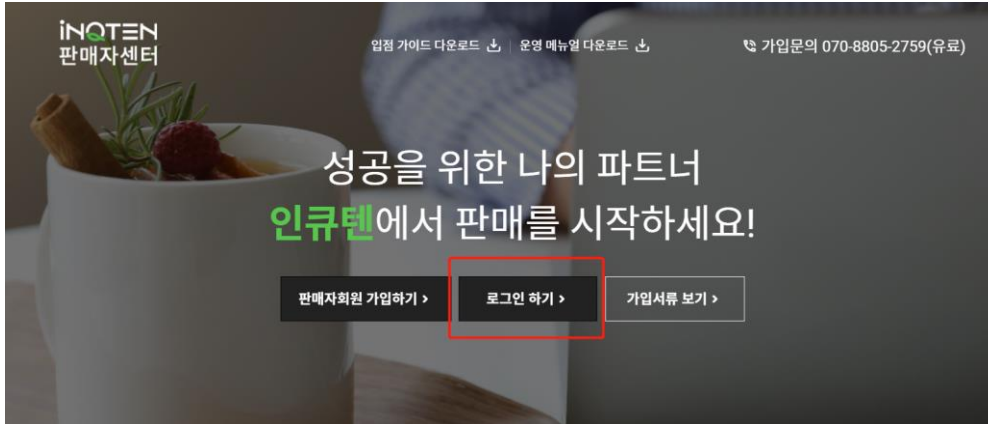 iNQTEN
판매자센터
입점 가이드 다운로드 | 운영 메뉴얼 다운로드
가입문의 070-8805-2759(유료)
성공을 위한 나의 파트너
인큐텐에서 판매를 시작하세요!
판매자회원 가입하기 > 로그인 하기 > 가입서류 보기 >